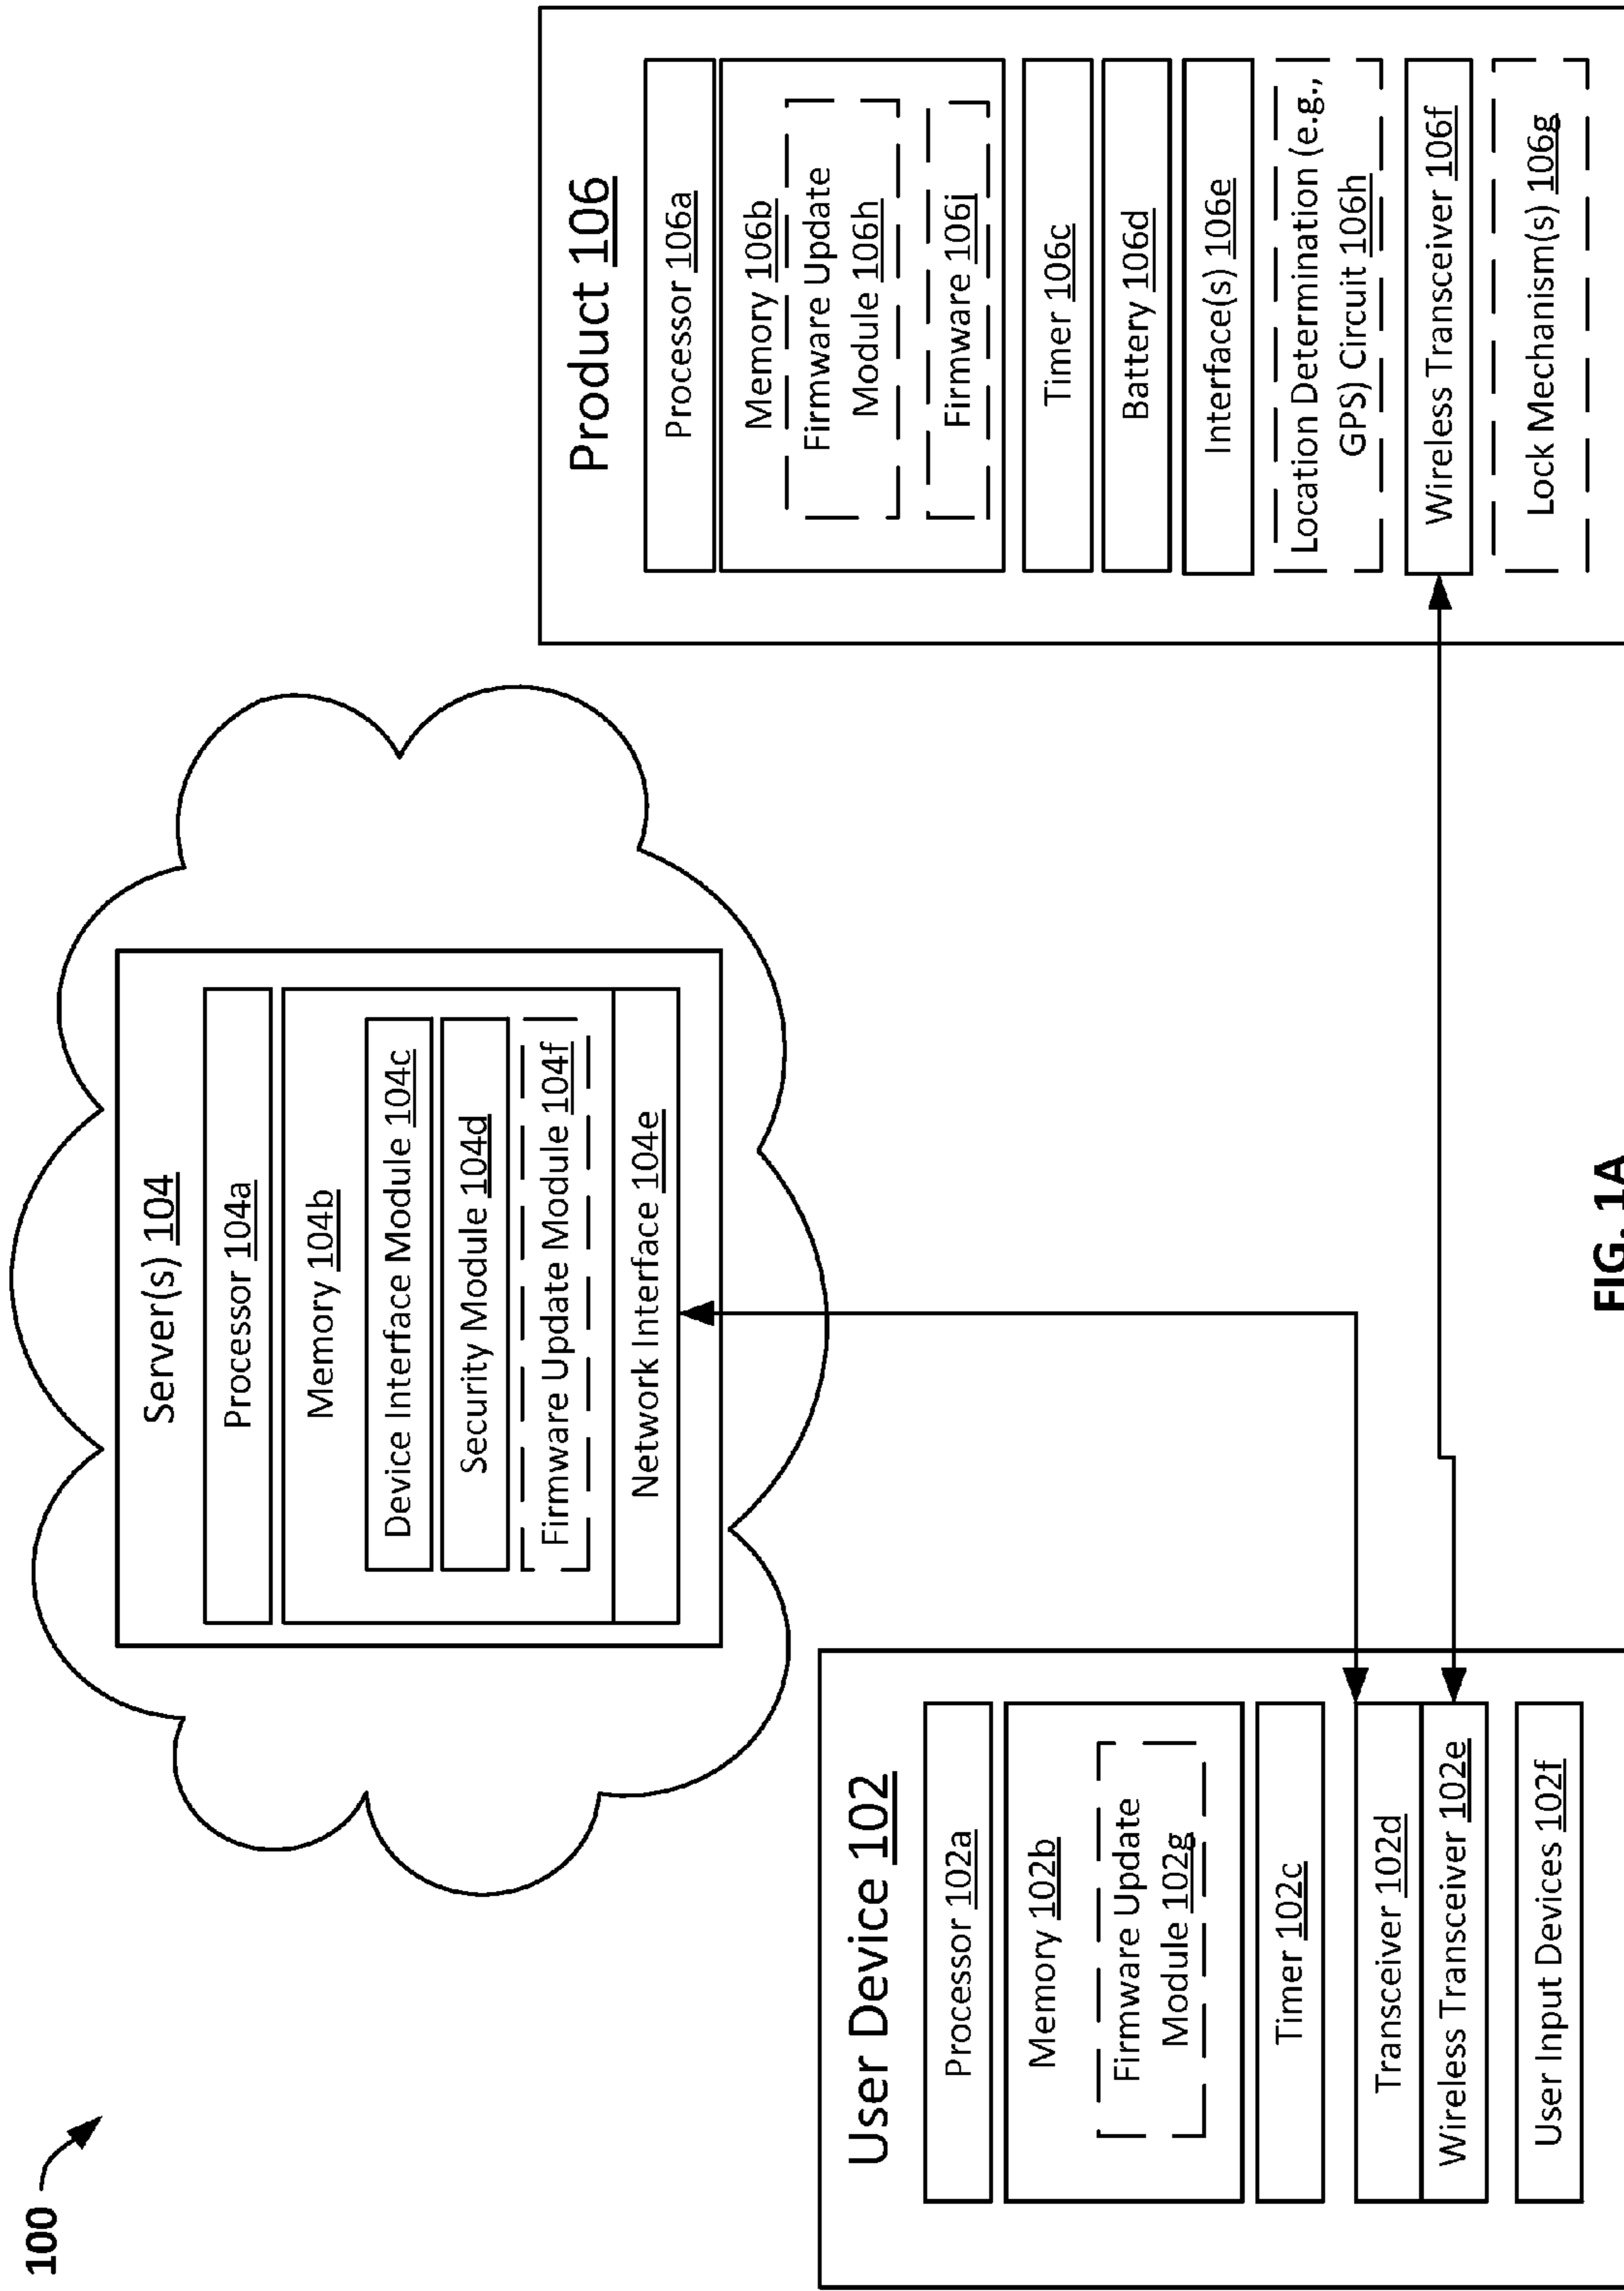 100
Server(s) 104
Processor 104a
Memory 104b
Device Interface Module 104c
Security Module 104d
Firmware Update Module 104f
Network Interface 104e
User Device 102
Processor 102a
Memory 102b
Firmware Update
Module 102g
Timer 102c
Transceiver 102d
Wireless Transceiver 102e
User Input Devices 102f
Product 106
Processor 106a
Memory 106b
Firmware Update
Module 106h
Firmware 106i
Timer 106c
Battery 106d
Interface(s) 106e
Location Determination (e.g.,
GPS) Circuit 106h
Wireless Transceiver 106f
Lock Mechanism(s) 106g
FIG. 1A